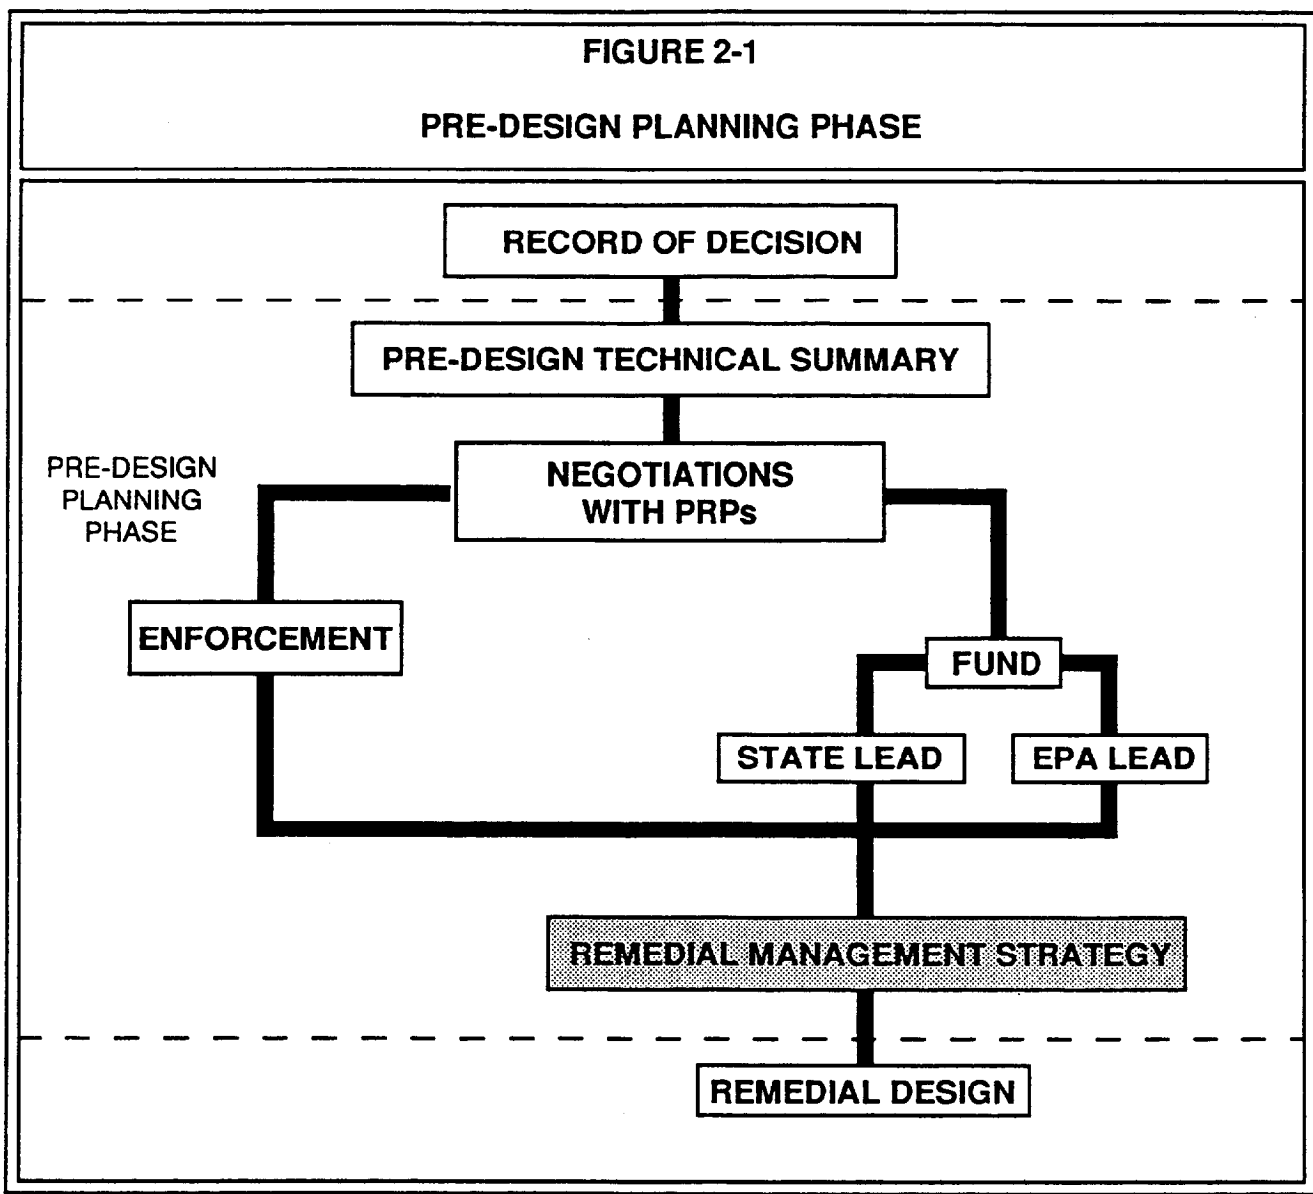 FIGURE 2-1
PRE-DESIGN PLANNING PHASE
RECORD OF DECISION
PRE-DESIGN TECHNICAL SUMMARY
PRE-DESIGN
PLANNING
PHASE
NEGOTIATIONS
WITH PRPs
ENFORCEMENT
FUND
STATE LEAD
EPA LEAD
REMEDIAL MANAGEMENT STRATEGY
REMEDIAL DESIGN